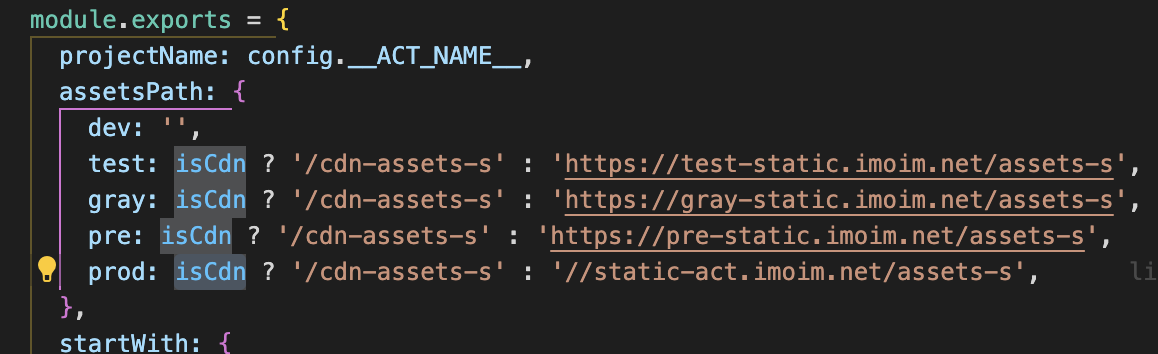 module.exports = {
projectName: config.__ACT_NAME__,
assetsPath: {
dev: '',
test: isCdn ? '/cdn-assets-s' : 'https://test-static.imoim.net/assets-s',
gray: isCdn ? '/cdn-assets-s' : 'https://gray-static.imoim.net/assets-s',
pre: isCdn ? '/cdn-assets-s' : 'https://pre-static.imoim.net/assets-s',
prod: isCdn ? '/cdn-assets-s' : '//static-act.imoim.net/assets-s', li
},
startWith: {